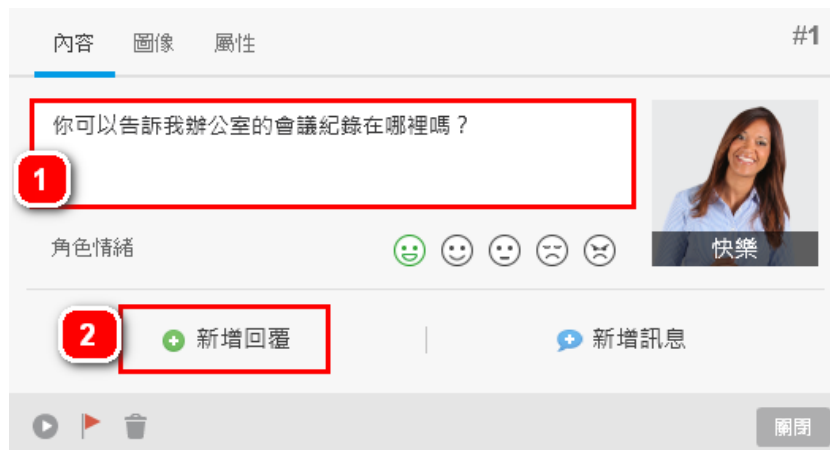 內容 圖像 屬性 #1
你可以告訴我辦公室的會議紀錄在哪裡嗎？
1
角色情緒
快樂
2 新增回覆 新增訊息
關閉